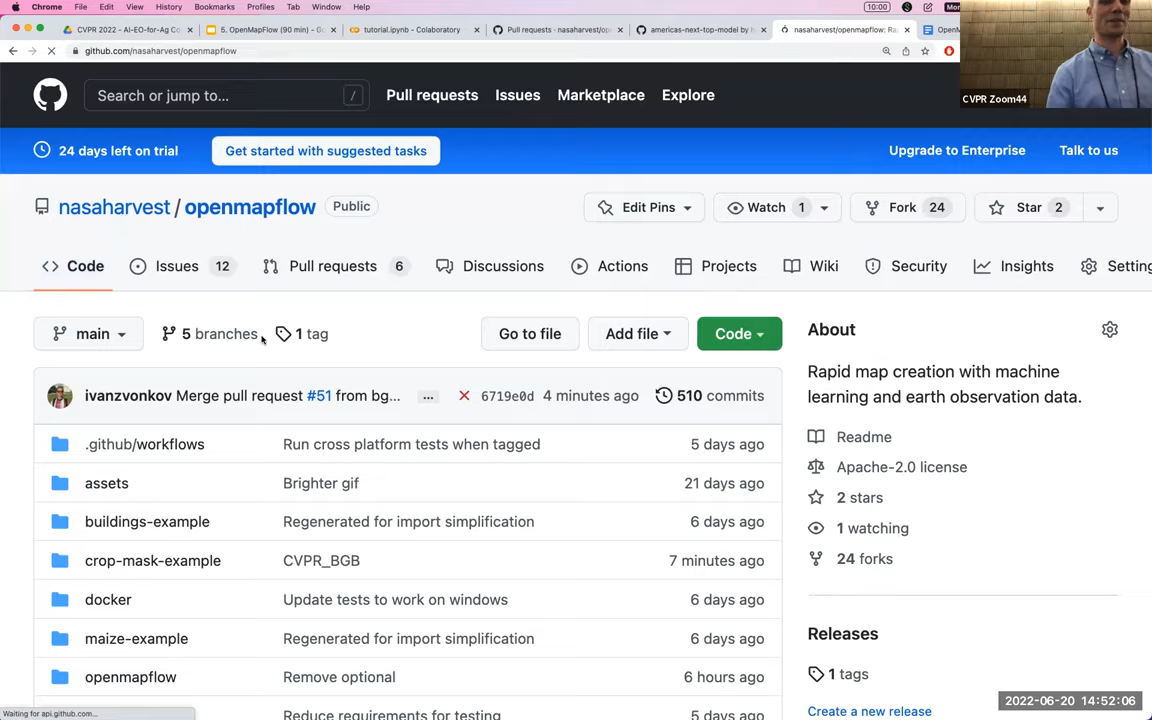 Chrome File Edit View History Bookmarks Profiles Tab Window Help 10:00
CVPR 2022 - AI-EO-for-Ag Co 5. OpenMapFlow (90 min) - Go tutorial.ipynb - Colaboratory Pull requests · nasaharvest/op americas-next-top-model by h nasaharvest/openmapflow: Ra
github.com/nasaharvest/openmapflow
CVPR Zoom44
Search or jump to... / Pull requests Issues Marketplace Explore
24 days left on trial Get started with suggested tasks Upgrade to Enterprise Talk to us
nasaharvest / openmapflow Public Edit Pins Watch 1 Fork 24 Star 2
Code Issues 12 Pull requests 6 Discussions Actions Projects Wiki Security Insights Setting
main 5 branches 1 tag Go to file Add file Code
About
Rapid map creation with machine
learning and earth observation data.
Readme
Apache-2.0 license
2 stars
1 watching
24 forks
Releases
1 tags
Create a new release
ivanzvonkov Merge pull request #51 from bg... ... 6719e0d 4 minutes ago 510 commits
.github/workflows Run cross platform tests when tagged 5 days ago
assets Brighter gif 21 days ago
buildings-example Regenerated for import simplification 6 days ago
crop-mask-example CVPR_BGB 7 minutes ago
docker Update tests to work on windows 6 days ago
maize-example Regenerated for import simplification 6 days ago
openmapflow Remove optional 6 hours ago
Reduce requirements for testing 5 days ago
Waiting for api.github.com...
2022-06-20 14:52:06